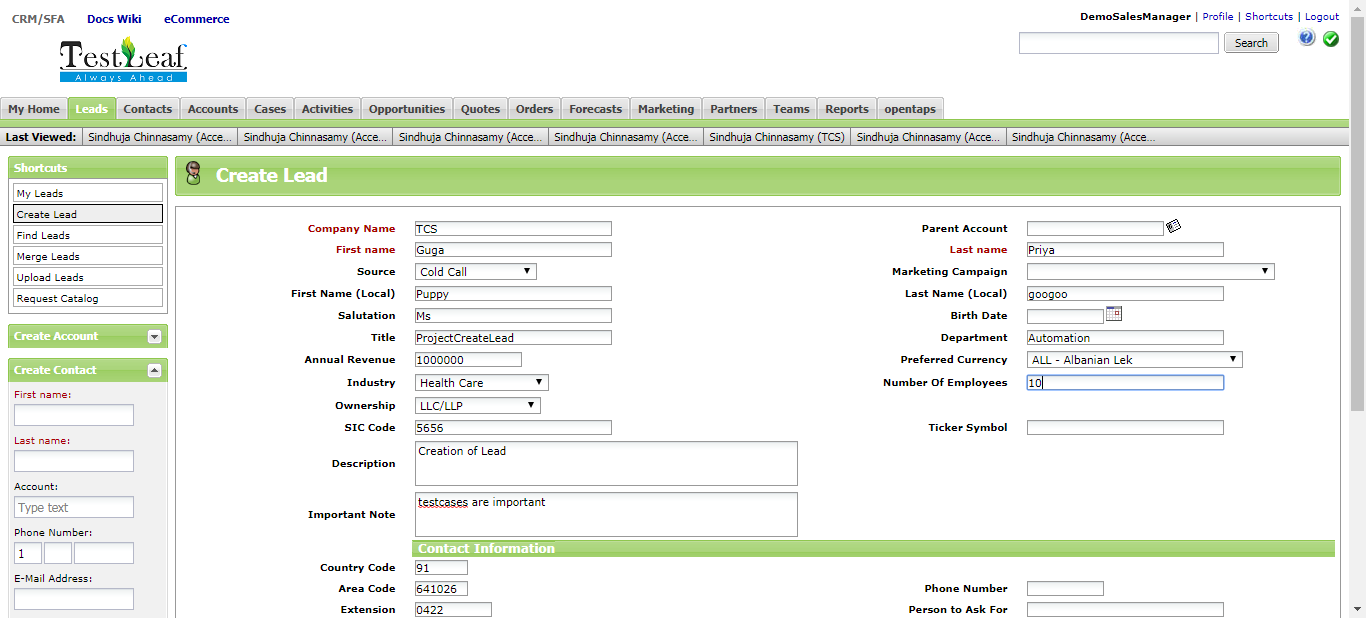 CRM/SFA Docs Wiki eCommerce
DemoSalesManager | Profile | Shortcuts | Logout
TestLeaf
Always Ahead
Search
?
My Home Leads Contacts Accounts Cases Activities Opportunities Quotes Orders Forecasts Marketing Partners Teams Reports opentaps
Last Viewed: Sindhuja Chinnasamy (Acce... Sindhuja Chinnasamy (Acce... Sindhuja Chinnasamy (Acce... Sindhuja Chinnasamy (Acce... Sindhuja Chinnasamy (TCS) Sindhuja Chinnasamy (Acce... Sindhuja Chinnasamy (Acce...
Shortcuts
My Leads
Create Lead
Find Leads
Merge Leads
Upload Leads
Request Catalog
Create Account
Create Contact
First name:
Last name:
Account:
Type text
Phone Number:
1
E-Mail Address:
Create Lead
Company Name TCS Parent Account
First name Guga Last name Priya
Source Cold Call Marketing Campaign
First Name (Local) Puppy Last Name (Local) googoo
Salutation Ms Birth Date
Title ProjectCreateLead Department Automation
Annual Revenue 1000000 Preferred Currency ALL - Albanian Lek
Industry Health Care Number Of Employees 10
Ownership LLC/LLP
SIC Code 5656 Ticker Symbol
Description Creation of Lead
Important Note testcases are important
Contact Information
Country Code 91
Area Code 641026 Phone Number
Extension 0422 Person to Ask For